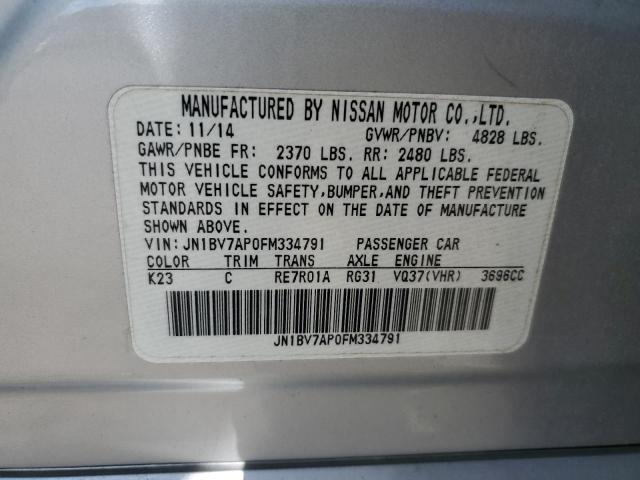 MANUFACTURED BY NISSAN MOTOR CO.,LTD.
DATE: 11/14 GVWR/PNBV: 4828 LBS.
GAWR/PNBE FR: 2370 LBS. RR: 2480 LBS.
THIS VEHICLE CONFORMS TO ALL APPLICABLE FEDERAL
MOTOR VEHICLE SAFETY,BUMPER,AND THEFT PREVENTION
STANDARDS IN EFFECT ON THE DATE OF MANUFACTURE
SHOWN ABOVE.
VIN: JN1BV7AP0FM334791 PASSENGER CAR
COLOR TRIM TRANS AXLE ENGINE
K23 C RE7R01A RG31 VQ37(VHR) 3696CC
JN1BV7AP0FM334791